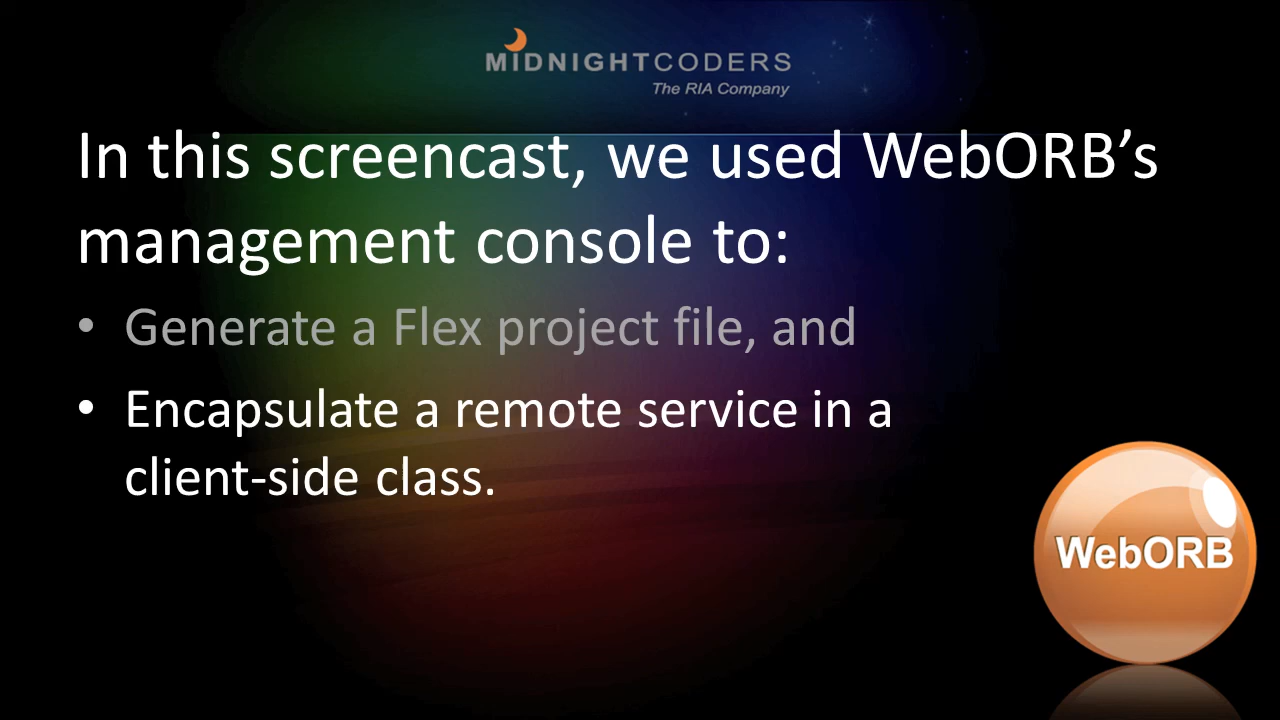 MIDNIGHTCODERS
The RIA Company
In this screencast, we used WebORB’s
management console to:
• Generate a Flex project file, and
• Encapsulate a remote service in a
client-side class.
WebORB